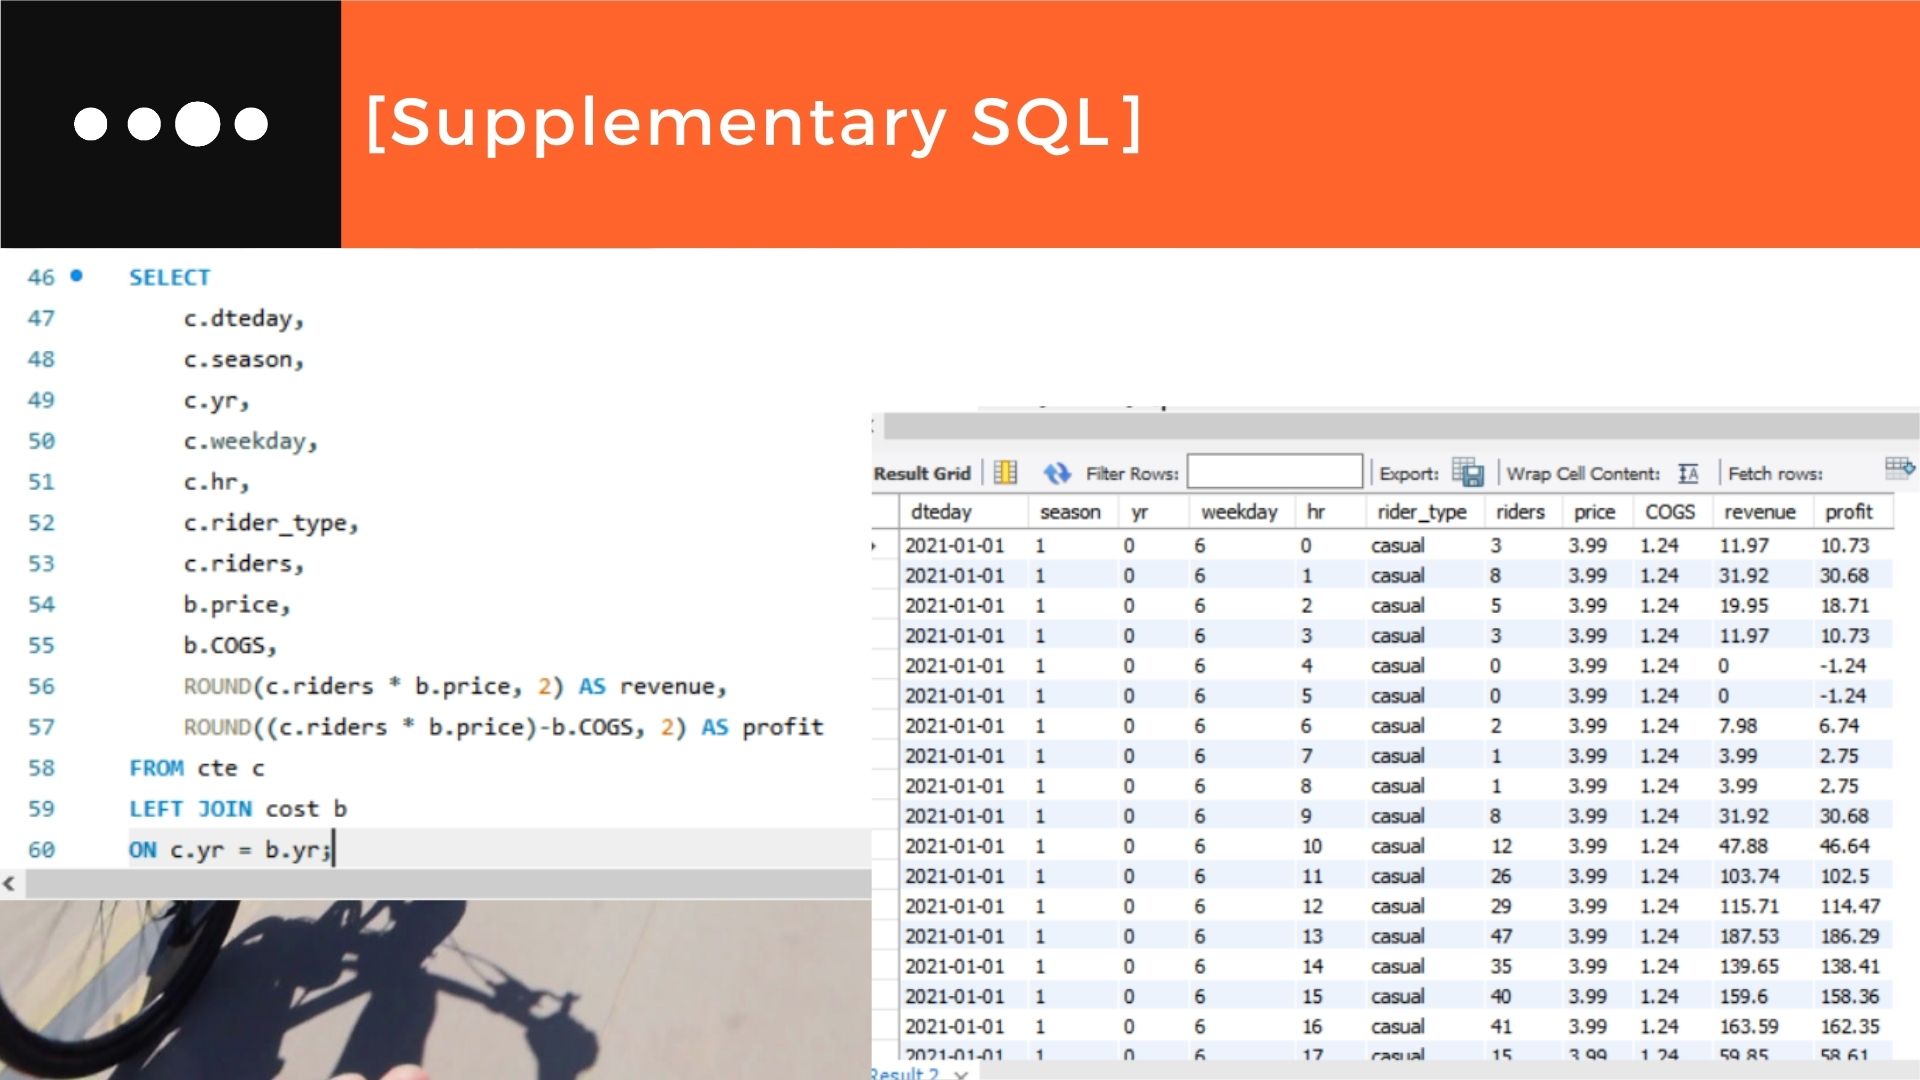 [Supplementary SQL]
46 SELECT
47 c.dteday,
48 c.season,
49 c.yr,
50 c.weekday,
51 c.hr,
52 c.rider_type,
53 c.riders,
54 b.price,
55 b.COGS,
56 ROUND(c.riders * b.price, 2) AS revenue,
57 ROUND((c.riders * b.price)-b.COGS, 2) AS profit
58 FROM cte c
59 LEFT JOIN cost b
60 ON c.yr = b.yr;
Result Grid Filter Rows: Export: Wrap Cell Content: Fetch rows:
dteday season yr weekday hr rider_type riders price COGS revenue profit
2021-01-01 1 0 6 0 casual 3 3.99 1.24 11.97 10.73
2021-01-01 1 0 6 1 casual 8 3.99 1.24 31.92 30.68
2021-01-01 1 0 6 2 casual 5 3.99 1.24 19.95 18.71
2021-01-01 1 0 6 3 casual 3 3.99 1.24 11.97 10.73
2021-01-01 1 0 6 4 casual 0 3.99 1.24 0 -1.24
2021-01-01 1 0 6 5 casual 0 3.99 1.24 0 -1.24
2021-01-01 1 0 6 6 casual 2 3.99 1.24 7.98 6.74
2021-01-01 1 0 6 7 casual 1 3.99 1.24 3.99 2.75
2021-01-01 1 0 6 8 casual 1 3.99 1.24 3.99 2.75
2021-01-01 1 0 6 9 casual 8 3.99 1.24 31.92 30.68
2021-01-01 1 0 6 10 casual 12 3.99 1.24 47.88 46.64
2021-01-01 1 0 6 11 casual 26 3.99 1.24 103.74 102.5
2021-01-01 1 0 6 12 casual 29 3.99 1.24 115.71 114.47
2021-01-01 1 0 6 13 casual 47 3.99 1.24 187.53 186.29
2021-01-01 1 0 6 14 casual 35 3.99 1.24 139.65 138.41
2021-01-01 1 0 6 15 casual 40 3.99 1.24 159.6 158.36
2021-01-01 1 0 6 16 casual 41 3.99 1.24 163.59 162.35
2021-01-01 1 0 6 17 casual 15 3.99 1.24 59.85 58.61
Result 2